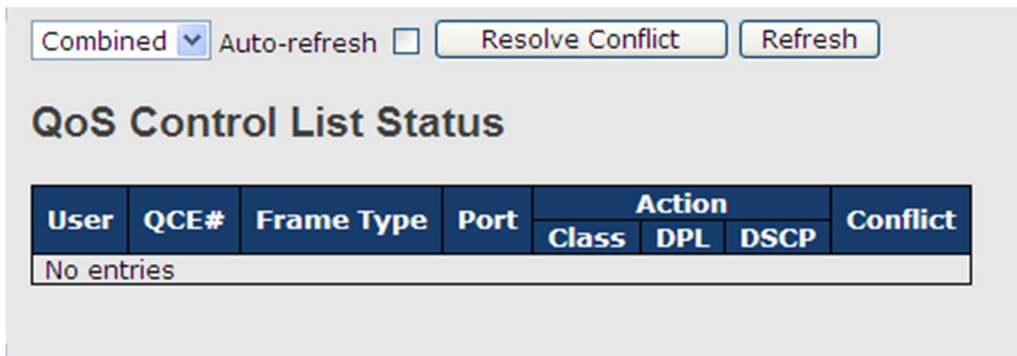 Combined Auto-refresh Resolve Conflict Refresh
QoS Control List Status
User QCE# Frame Type Port Action Conflict
Class DPL DSCP
No entries